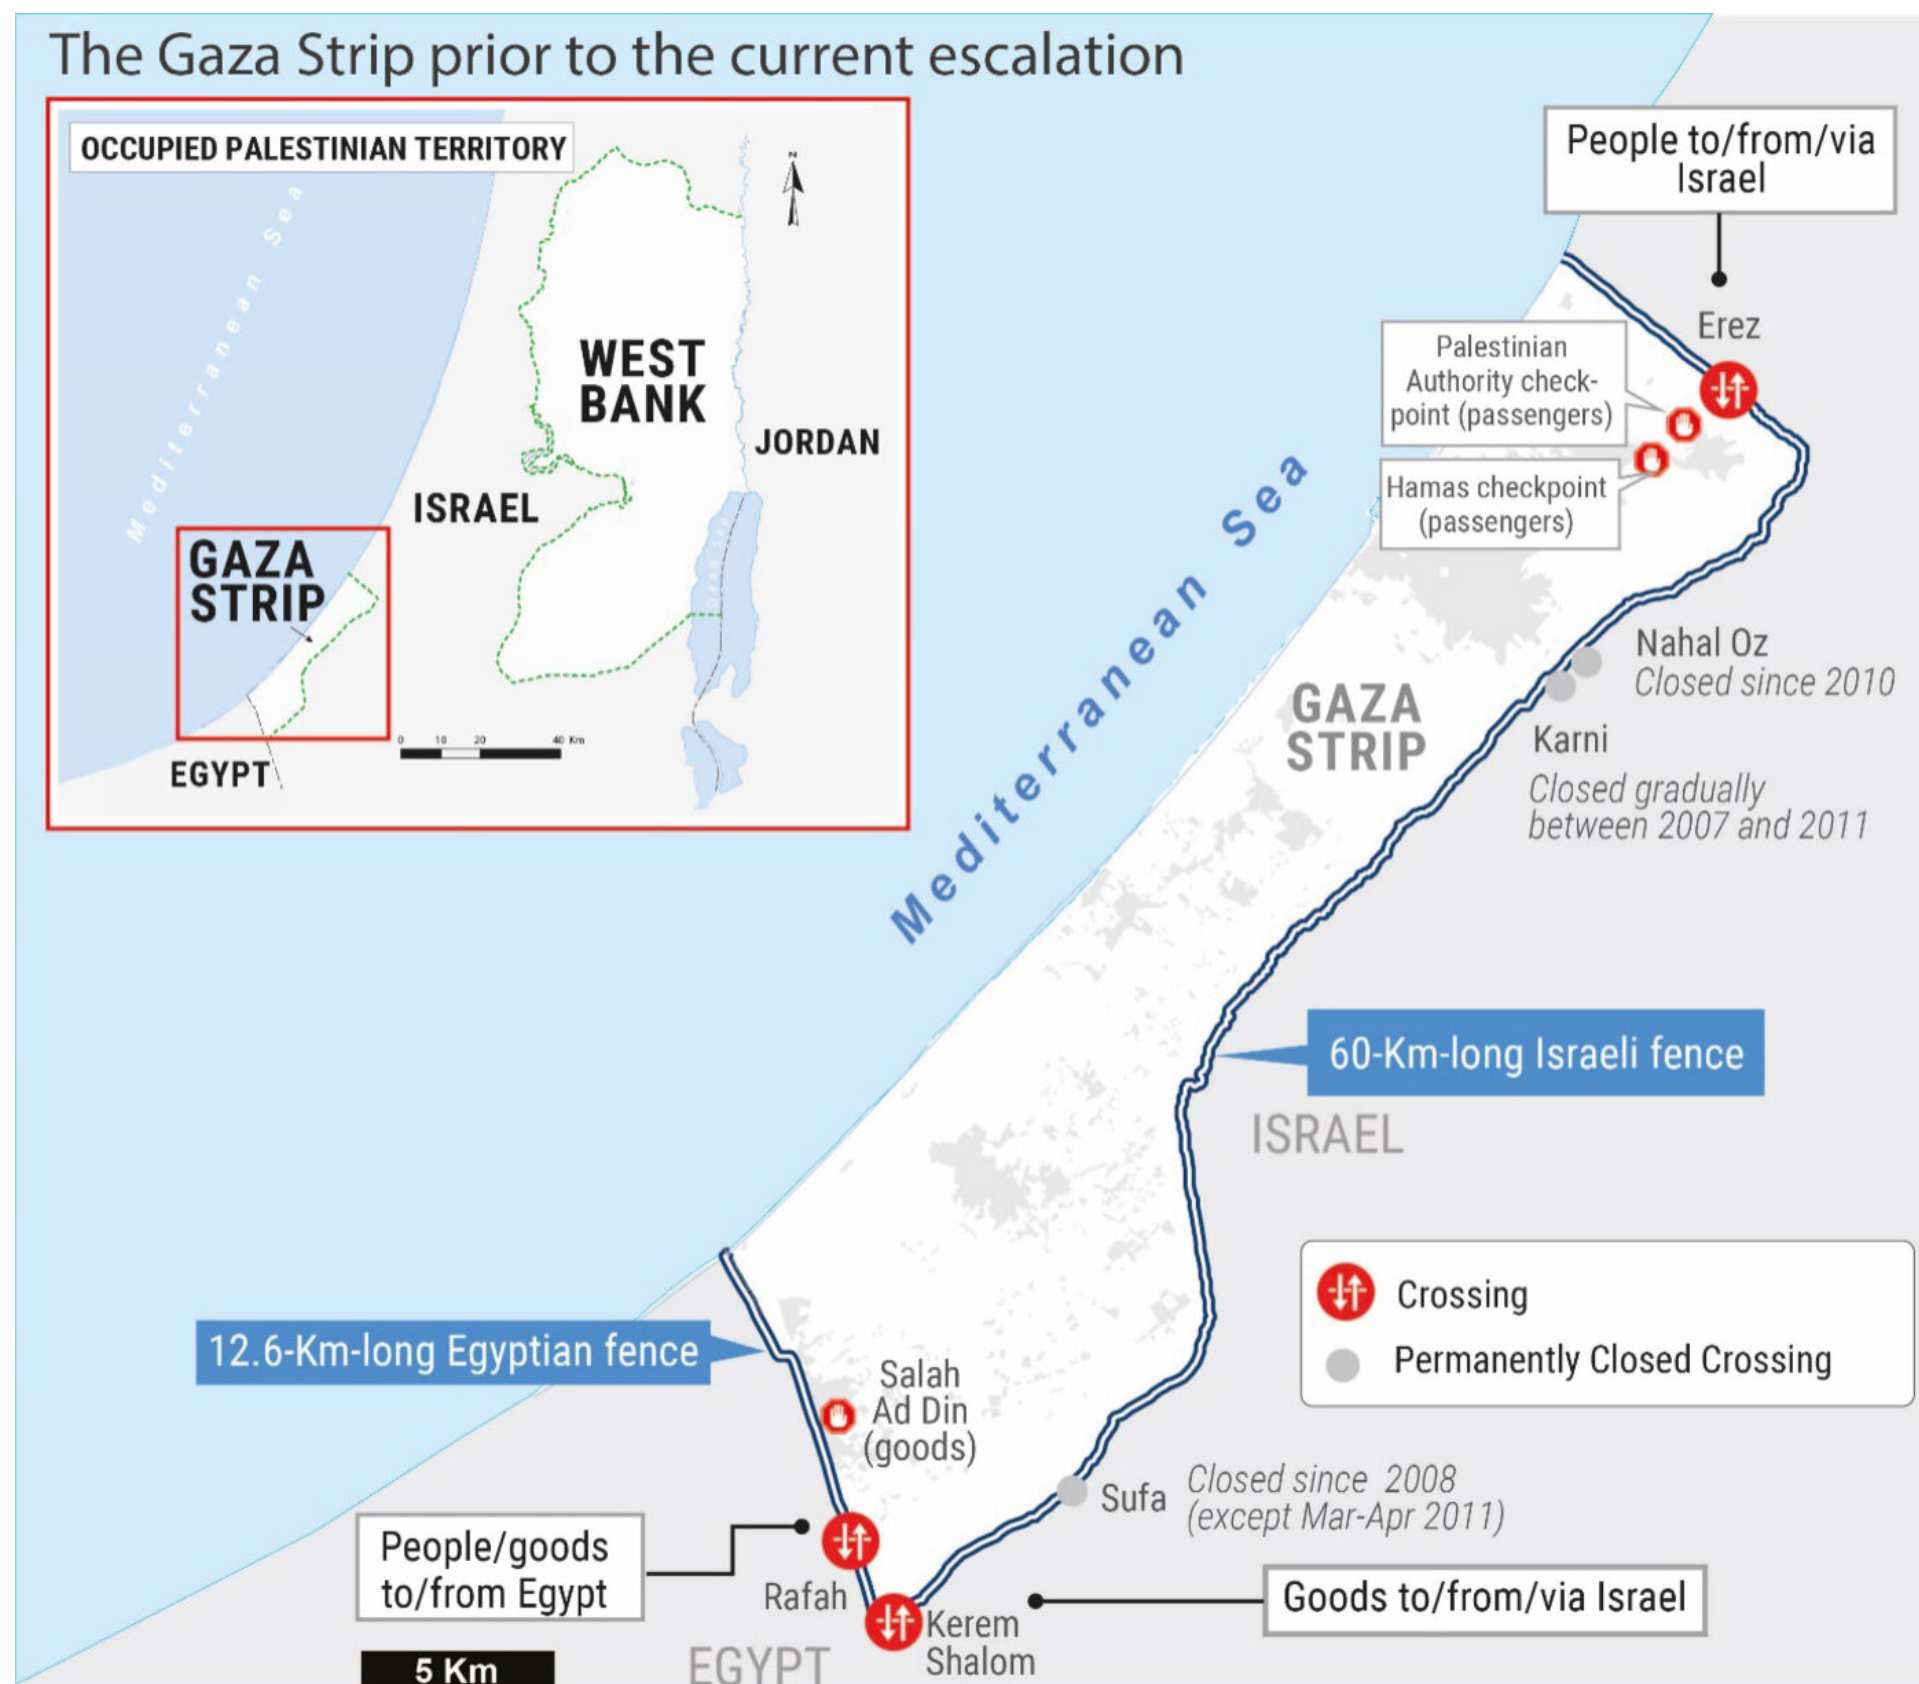 The Gaza Strip prior to the current escalation
OCCUPIED PALESTINIAN TERRITORY
Mediterranean Sea
N
WEST
BANK
JORDAN
ISRAEL
GAZA
STRIP
Dead Sea
0 10 20 40 Km
EGYPT
People to/from/via
Israel
Erez
Palestinian
Authority check-
point (passengers)
Hamas checkpoint
(passengers)
Mediterranean Sea
Nahal Oz
Closed since 2010
GAZA
STRIP
Karni
Closed gradually
between 2007 and 2011
60-Km-long Israeli fence
ISRAEL
Crossing
Permanently Closed Crossing
12.6-Km-long Egyptian fence
Salah
Ad Din
(goods)
Sufa
Closed since 2008
(except Mar-Apr 2011)
People/goods
to/from Egypt
Rafah
Goods to/from/via Israel
Kerem
Shalom
EGYPT
5 Km